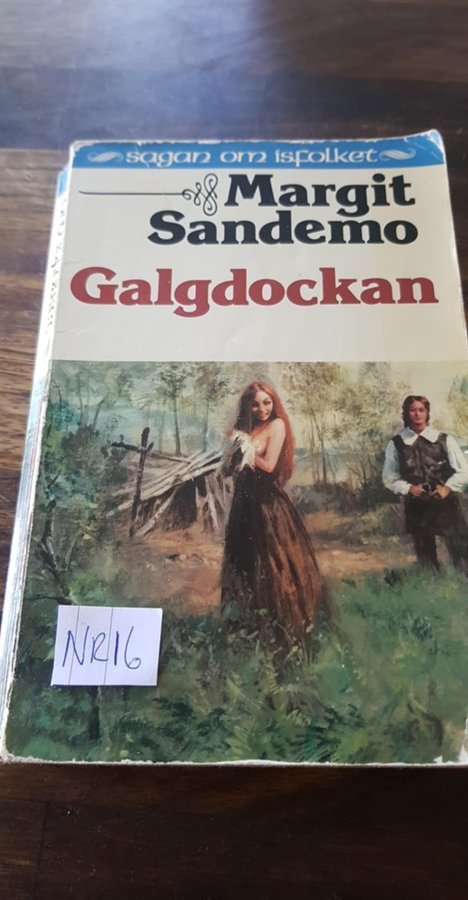 sagan om isfolket
Margit
Sandemo
Galgdockan
NR16